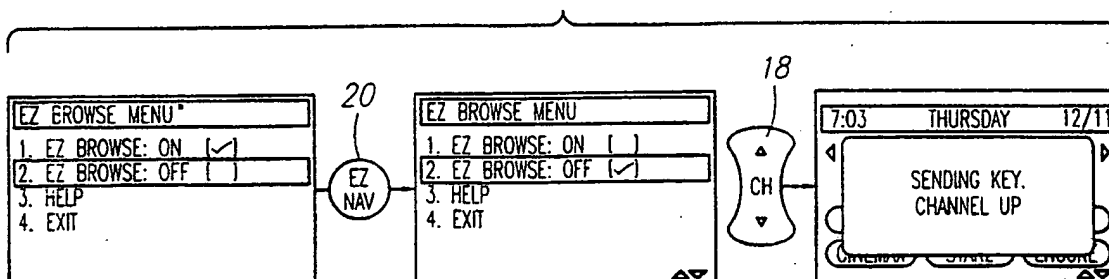 EZ BROWSE MENU
1. EZ BROWSE: ON [✓]
2. EZ BROWSE: OFF [ ]
3. HELP
4. EXIT
20
EZ
NAV
EZ BROWSE MENU
1. EZ BROWSE: ON [ ]
2. EZ BROWSE: OFF [✓]
3. HELP
4. EXIT
18
CH
7:03 THURSDAY 12/11
SENDING KEY.
CHANNEL UP